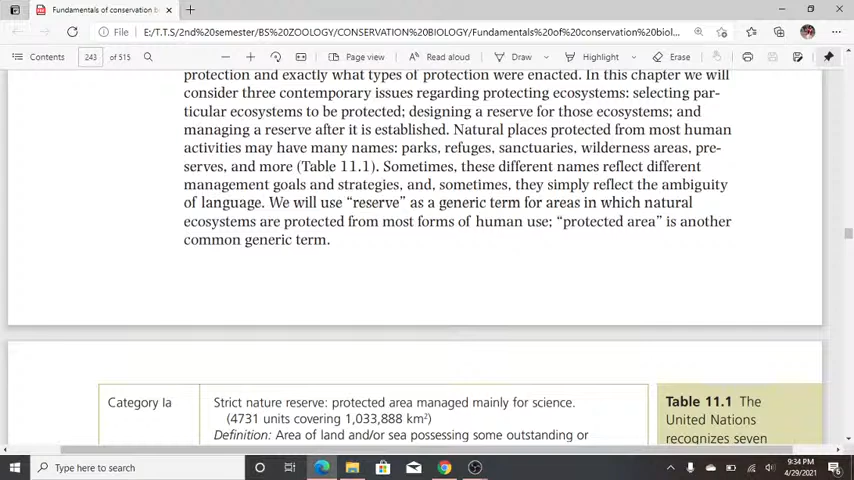 Fundamentals of conservation b
File
E:/T.T.S/2nd%20semester/BS%20ZOOLOGY/CONSERVATION%20BIOLOGY/Fundamentals%20of%20conservation%20biol...
Contents
243
of 515
Page view
Read aloud
Draw
Highlight
Erase
protection and exactly what types of protection were enacted. In this chapter we will
consider three contemporary issues regarding protecting ecosystems: selecting par-
ticular ecosystems to be protected; designing a reserve for those ecosystems; and
managing a reserve after it is established. Natural places protected from most human
activities may have many names: parks, refuges, sanctuaries, wilderness areas, pre-
serves, and more (Table 11.1). Sometimes, these different names reflect different
management goals and strategies, and, sometimes, they simply reflect the ambiguity
of language. We will use “reserve” as a generic term for areas in which natural
ecosystems are protected from most forms of human use; “protected area” is another
common generic term.
Category Ia
Strict nature reserve: protected area managed mainly for science.
(4731 units covering 1,033,888 km²)
Definition: Area of land and/or sea possessing some outstanding or
Table 11.1 The
United Nations
recognizes seven
Type here to search
9:34 PM
4/29/2021